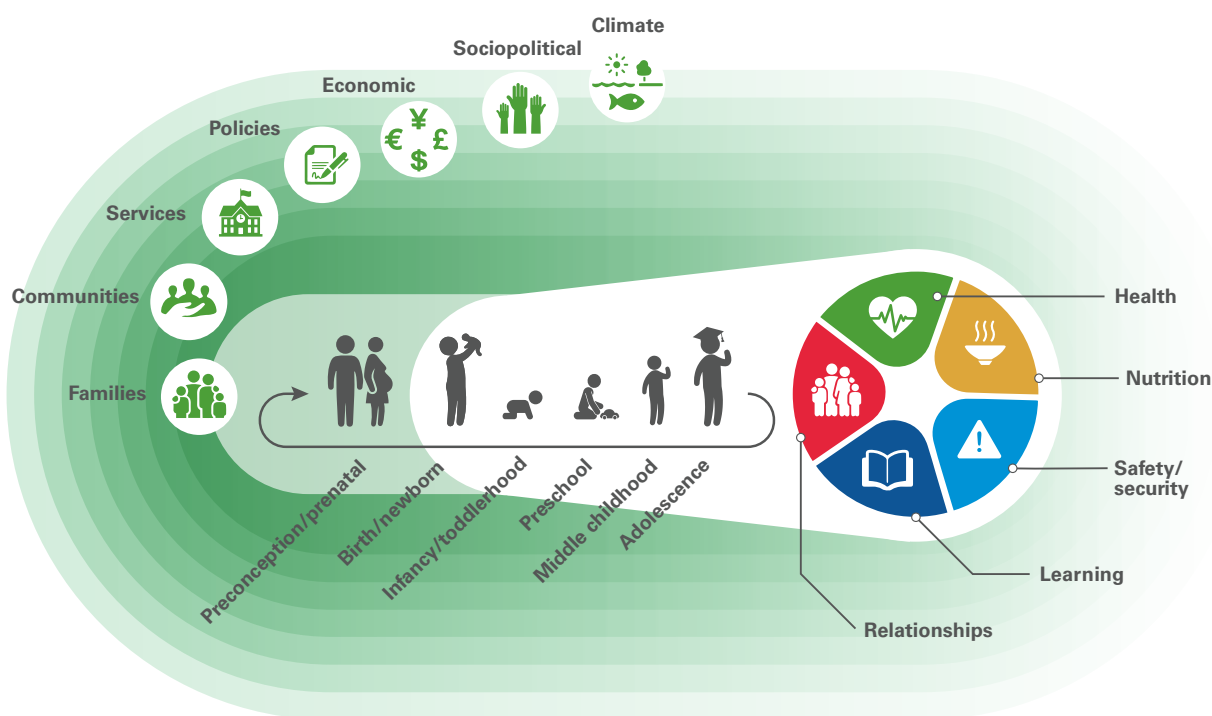 Climate
Sociopolitical
Economic
¥
€ £
$
Policies
Services
Communities
Families
Health
Nutrition
Safety/
security
Learning
Relationships
Preconception/prenatal
Birth/newborn
Infancy/toddlerhood
Preschool
Middle childhood
Adolescence